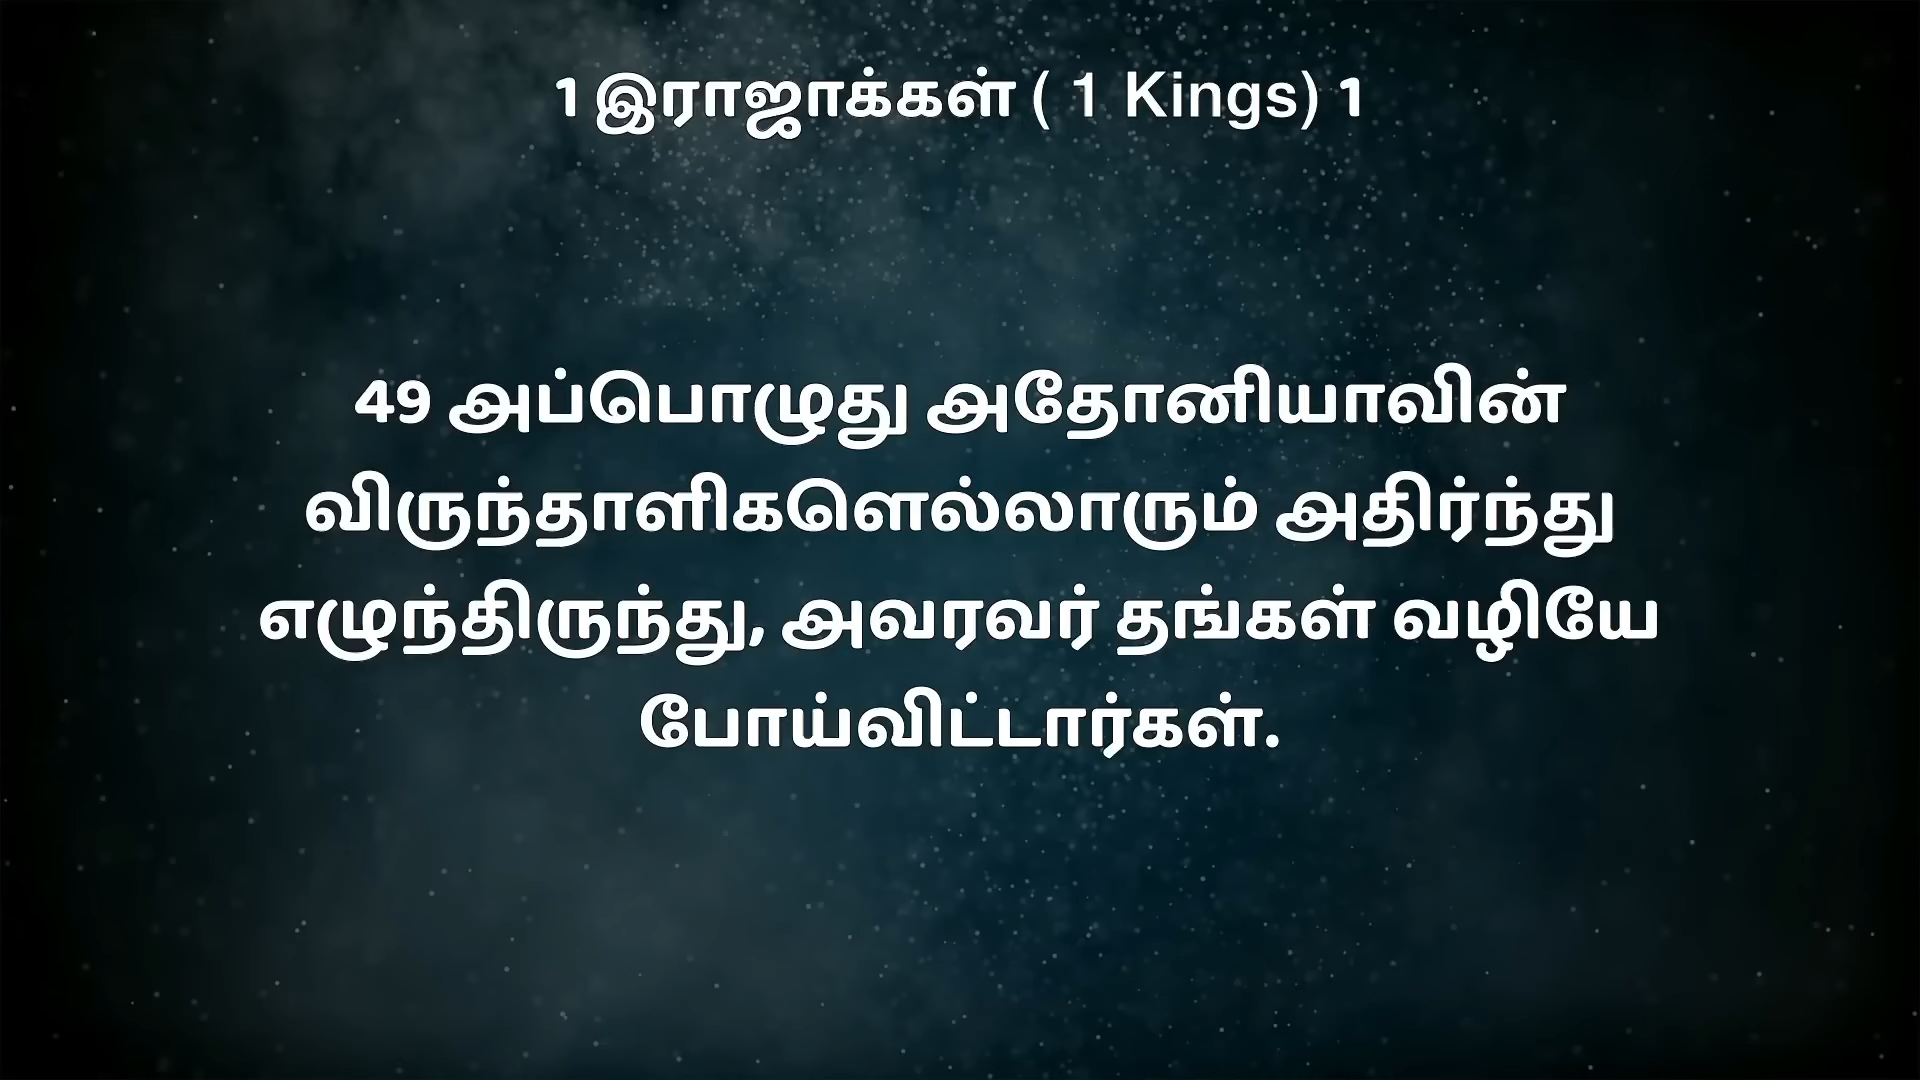 1 இராஜாக்கள் ( 1 Kings) 1
49 அப்பொழுது அதோனியாவின்
விருந்தாளிகளெல்லாரும் அதிர்ந்து
எழுந்திருந்து, அவரவர் தங்கள் வழியே
போய்விட்டார்கள்.